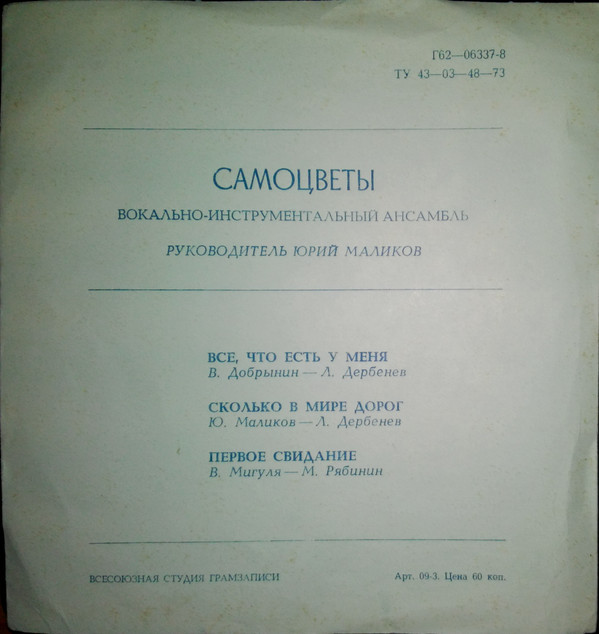 Г62—06337-8
ТУ 43—03—48—73
САМОЦВЕТЫ
ВОКАЛЬНО-ИНСТРУМЕНТАЛЬНЫЙ АНСАМБЛЬ
РУКОВОДИТЕЛЬ ЮРИЙ МАЛИКОВ
ВСЕ, ЧТО ЕСТЬ У МЕНЯ
В. Добрынин — Л. Дербенев
СКОЛЬКО В МИРЕ ДОРОГ
Ю. Маликов — Л. Дербенев
ПЕРВОЕ СВИДАНИЕ
В. Мигуля — М. Рябинин
ВСЕСОЮЗНАЯ СТУДИЯ ГРАМЗАПИСИ
Арт. 09-3. Цена 60 коп.